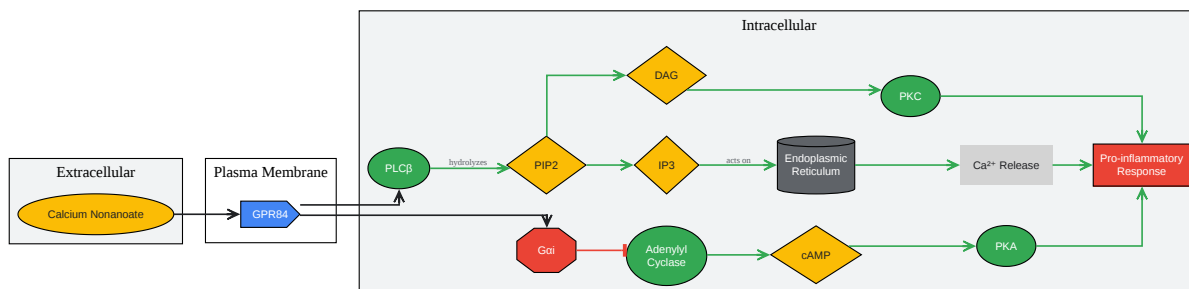 Intracellular
DAG
PKC
PLCβ
hydrolyzes
PIP2
IP3
acts on
Endoplasmic
Reticulum
Ca²⁺ Release
Pro-inflammatory
Response
Extracellular
Calcium Nonanoate
Plasma Membrane
GPR84
Gαi
Adenylyl
Cyclase
cAMP
PKA